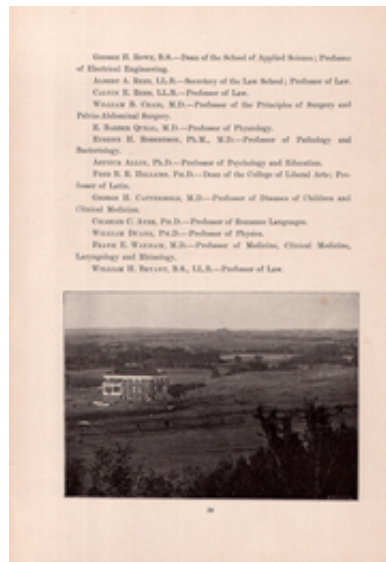 George H. Rowe, B.S.—Dean of the School of Applied Science; Professor
of Electrical Engineering.
Albert A. Reed, LL.B.—Secretary of the Law School; Professor of Law.
Calvin E. Reed, LL.B.—Professor of Law.
William B. Craig, M.D.—Professor of the Principles of Surgery and
Pelvic-Abdominal Surgery.
E. Barber Queal, M.D.—Professor of Physiology.
Eugene H. Robertson, Ph.M., M.D.—Professor of Pathology and
Bacteriology.
Arthur Allin, Ph.D.—Professor of Psychology and Education.
Fred B. R. Hellems, Ph.D.—Dean of the College of Liberal Arts; Pro-
fessor of Latin.
George H. Cattermole, M.D.—Professor of Diseases of Children and
Clinical Medicine.
Charles C. Ayer, Ph.D.—Professor of Romance Languages.
William Duane, Ph.D.—Professor of Physics.
Frank E. Waxham, M.D.—Professor of Medicine, Clinical Medicine,
Laryngology and Rhinology.
William H. Bryant, B.S., LL.B.—Professor of Law.